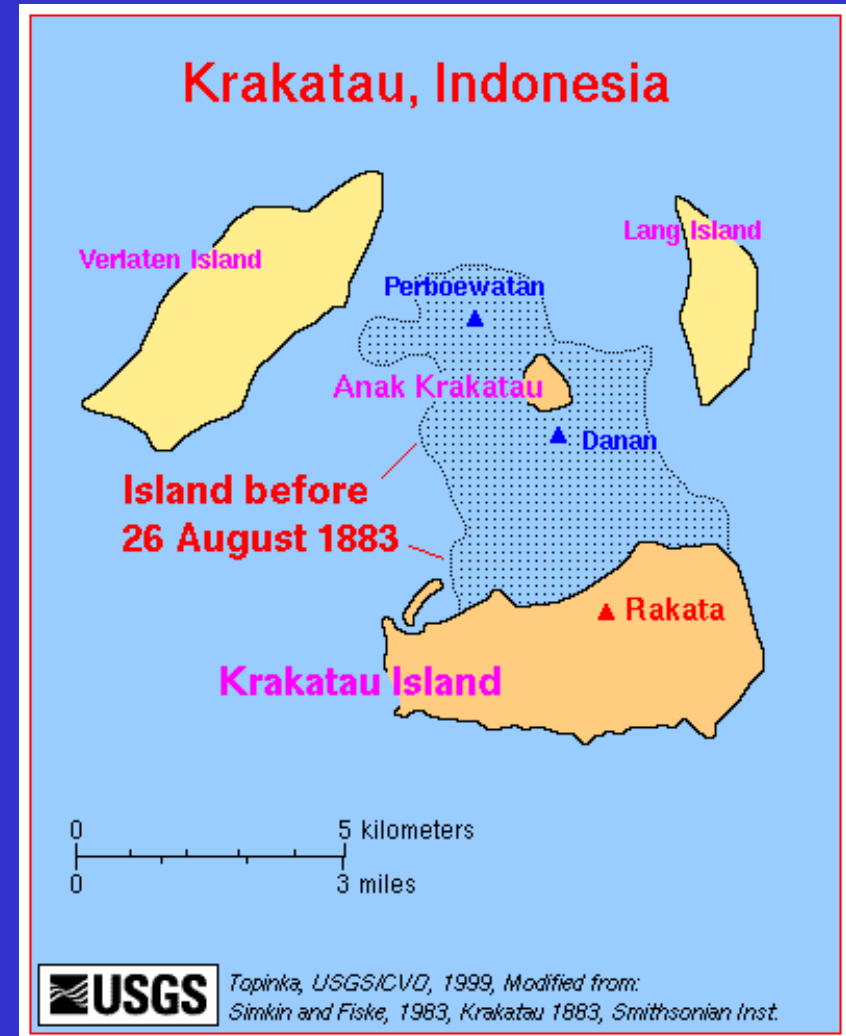 Krakatau, Indonesia
Verlaten Island
Lang Island
Perboewatan
Anak Krakatau
Danan
Island before
26 August 1883
Rakata
Krakatau Island
0 5 kilometers
0 3 miles
USGS
Topinka, USGS/CVO, 1999, Modified from:
Simkin and Fiske, 1983, Krakatau 1883, Smithsonian Inst.